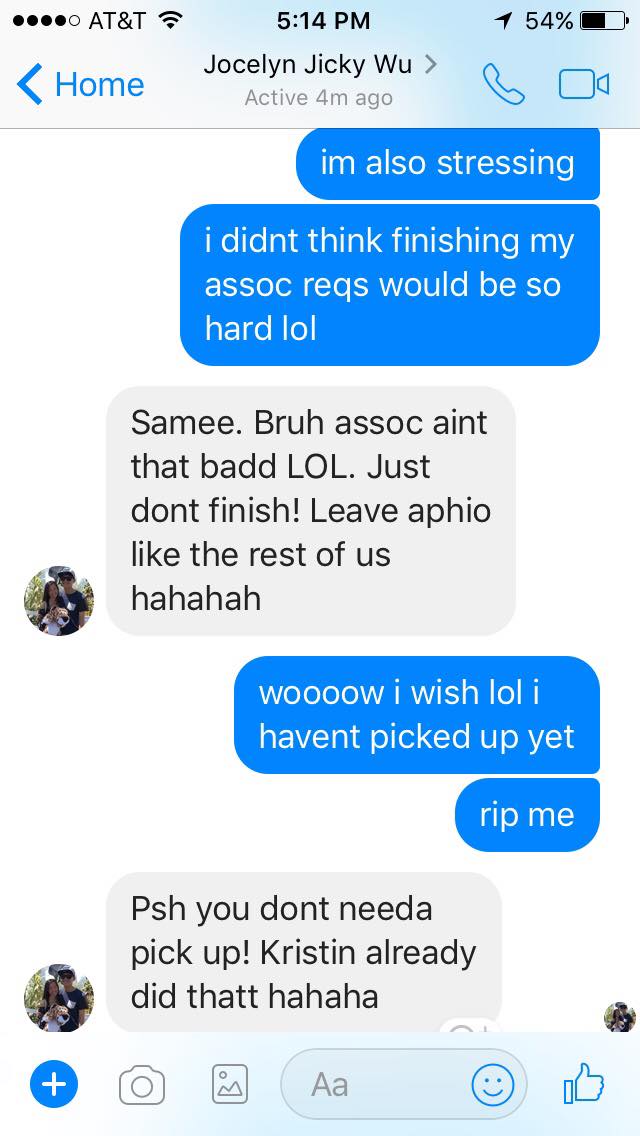 AT&T 5:14 PM 54%
Home Jocelyn Jicky Wu
Active 4m ago
im also stressing
i didnt think finishing my
assoc reqs would be so
hard lol
Samee. Bruh assoc aint
that badd LOL. Just
dont finish! Leave aphio
like the rest of us
hahahah
woooow i wish lol i
havent picked up yet
rip me
Psh you dont needa
pick up! Kristin already
did thatt hahaha
Aa